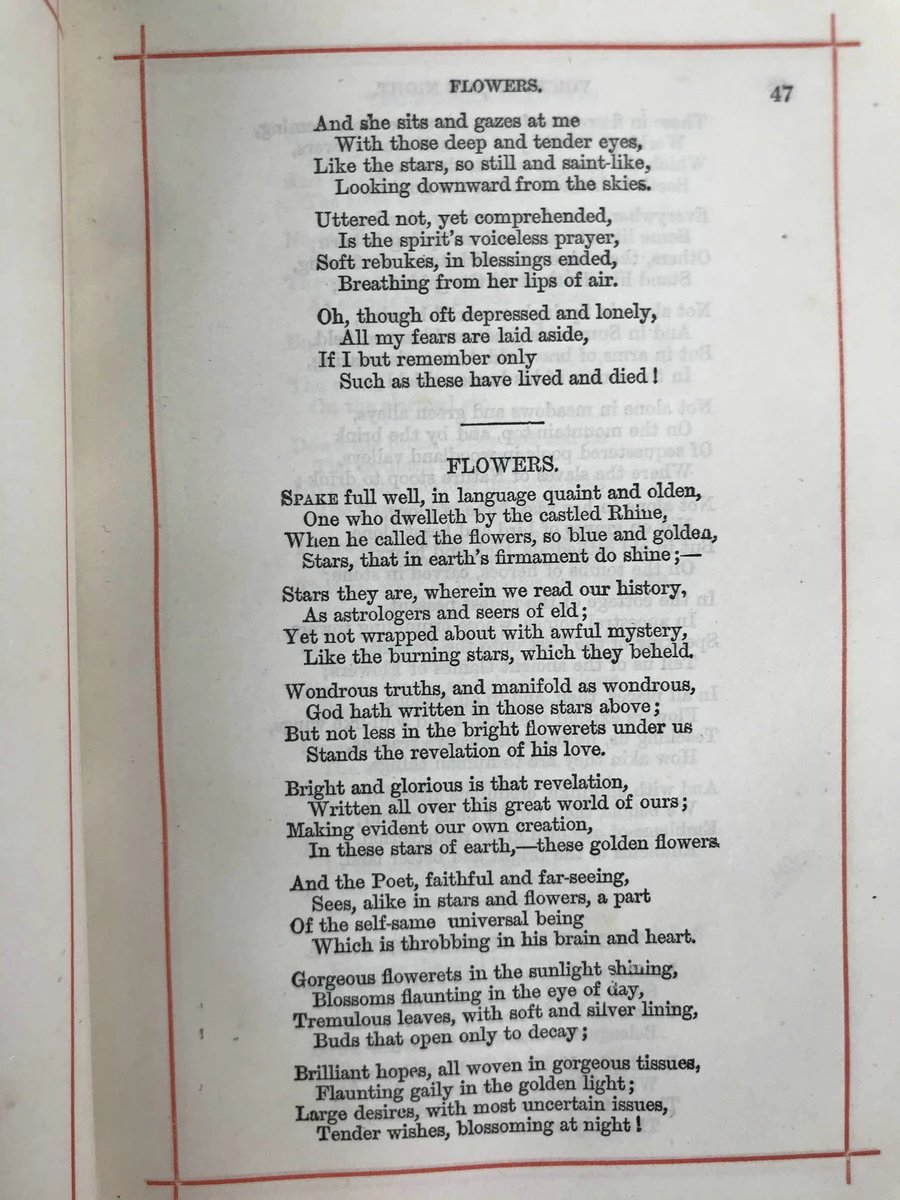 FLOWERS.
47
And she sits and gazes at me
With those deep and tender eyes,
Like the stars, so still and saint-like,
Looking downward from the skies.
Uttered not, yet comprehended,
Is the spirit's voiceless prayer,
Soft rebukes, in blessings ended,
Breathing from her lips of air.
Oh, though oft depressed and lonely,
All my fears are laid aside,
If I but remember only
Such as these have lived and died!
FLOWERS.
SPAKE full well, in language quaint and olden,
One who dwelleth by the castled Rhine,
When he called the flowers, so blue and golden,
Stars, that in earth's firmament do shine;—
Stars they are, wherein we read our history,
As astrologers and seers of eld;
Yet not wrapped about with awful mystery,
Like the burning stars, which they beheld.
Wondrous truths, and manifold as wondrous,
God hath written in those stars above;
But not less in the bright flowerets under us
Stands the revelation of his love.
Bright and glorious is that revelation,
Written all over this great world of ours;
Making evident our own creation,
In these stars of earth,—these golden flowers.
And the Poet, faithful and far-seeing,
Sees, alike in stars and flowers, a part
Of the self-same universal being
Which is throbbing in his brain and heart.
Gorgeous flowerets in the sunlight shining,
Blossoms flaunting in the eye of day,
Tremulous leaves, with soft and silver lining,
Buds that open only to decay;
Brilliant hopes, all woven in gorgeous tissues,
Flaunting gaily in the golden light;
Large desires, with most uncertain issues,
Tender wishes, blossoming at night!